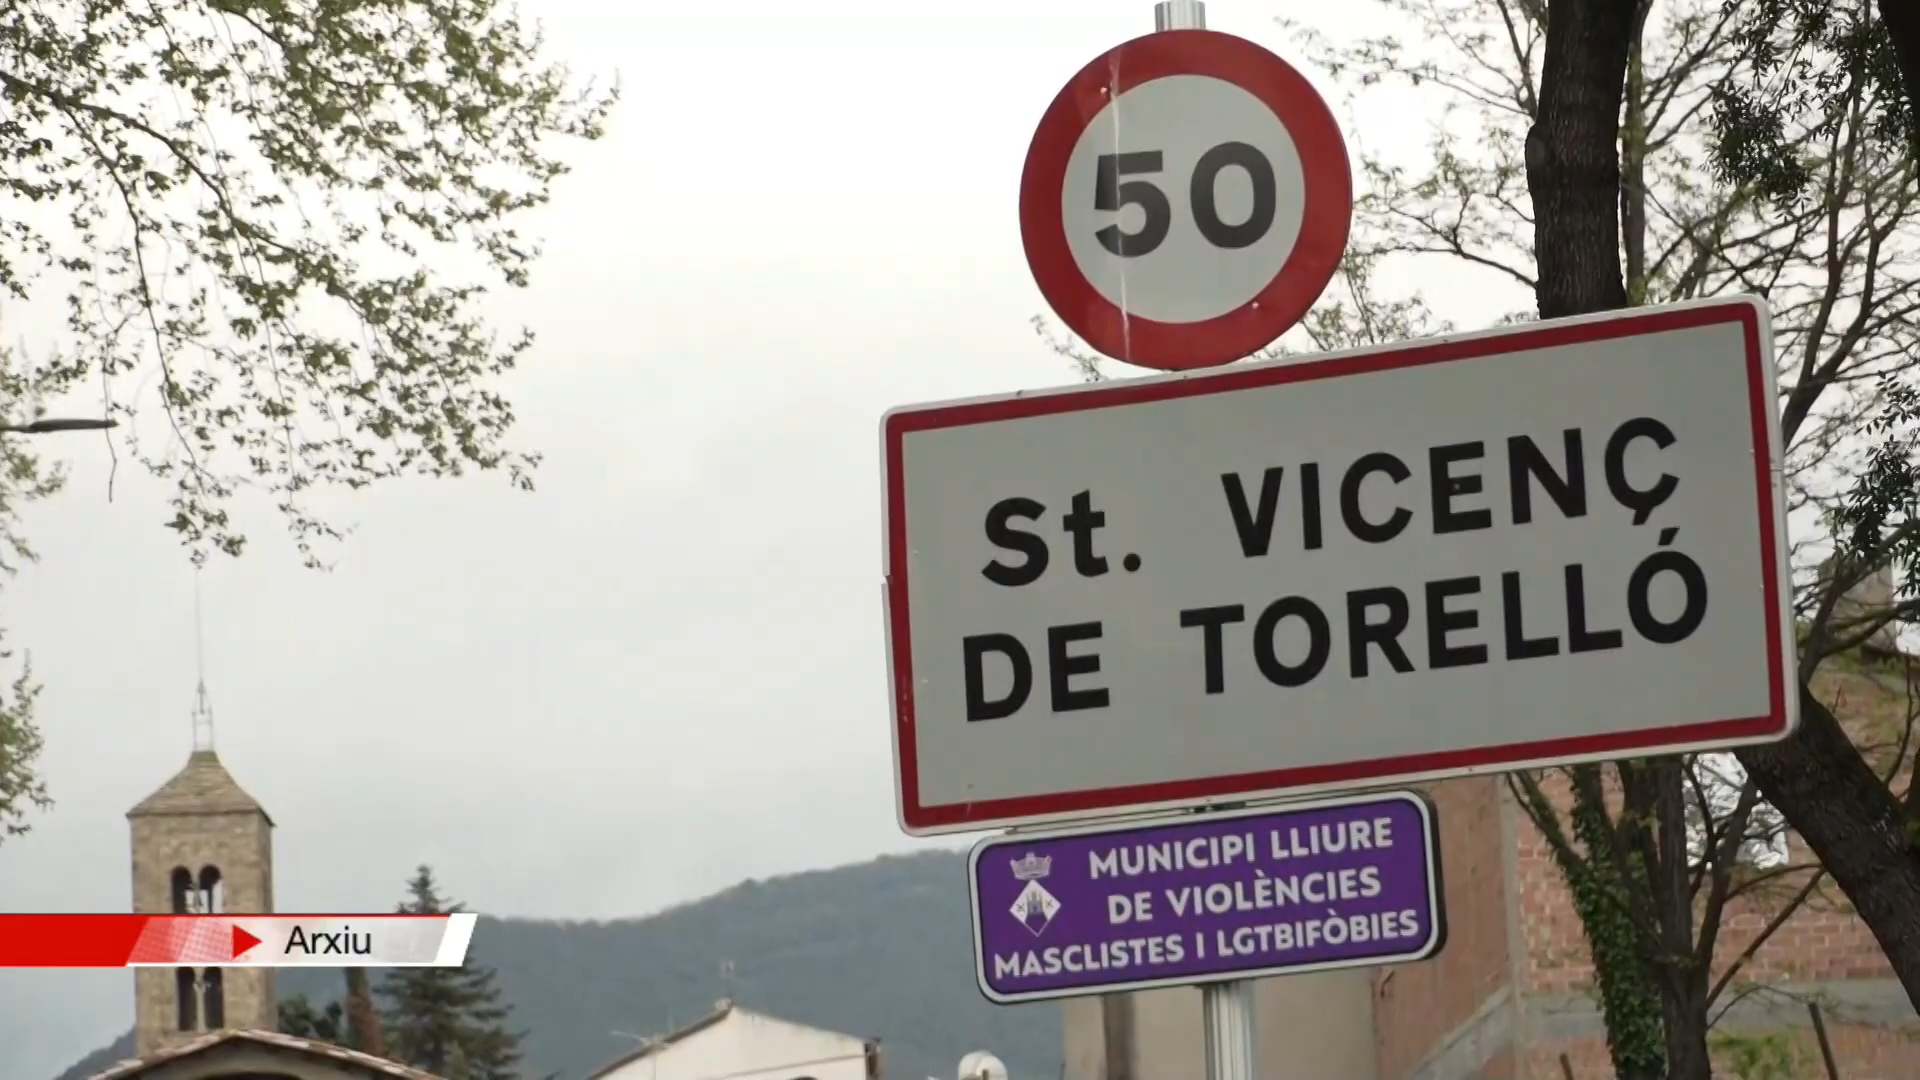 50
St. VICENÇ
DE TORELLÓ
MUNICIPI LLIURE
DE VIOLÈNCIES
MASCLISTES I LGTBIFÒBIES
Arxiu